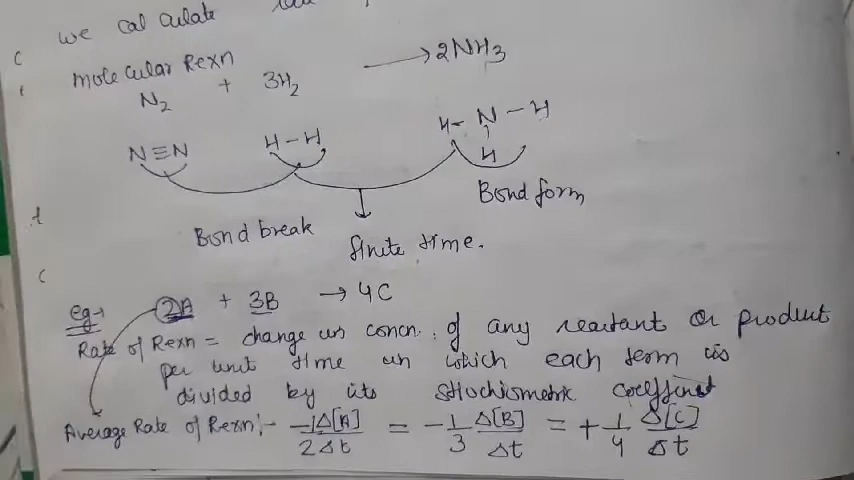 we calculate
molecular Rexn
N₂ + 3H₂ → 2NH₃
N≡N H-H H-N-H
H
Bond break Bond form
finite time.
eg→ 2A + 3B → 4C
Rate of Rexn = change in concn. of any reactant or product
per unit time in which each term is
divided by its stiochiometric coefficient
Average Rate of Rexn:- -1Δ[A]/2Δt = -1/3 Δ[B]/Δt = +1/4 Δ[C]/Δt